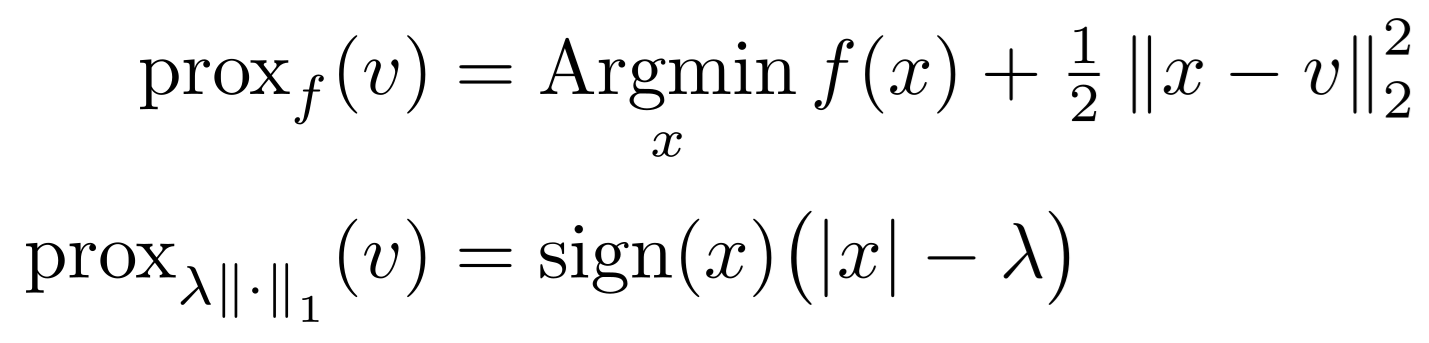 prox_f(v) = Argmin_x f(x) + ½ ‖x − v‖₂²
prox_{λ‖·‖₁}(v) = sign(x)(|x| − λ)